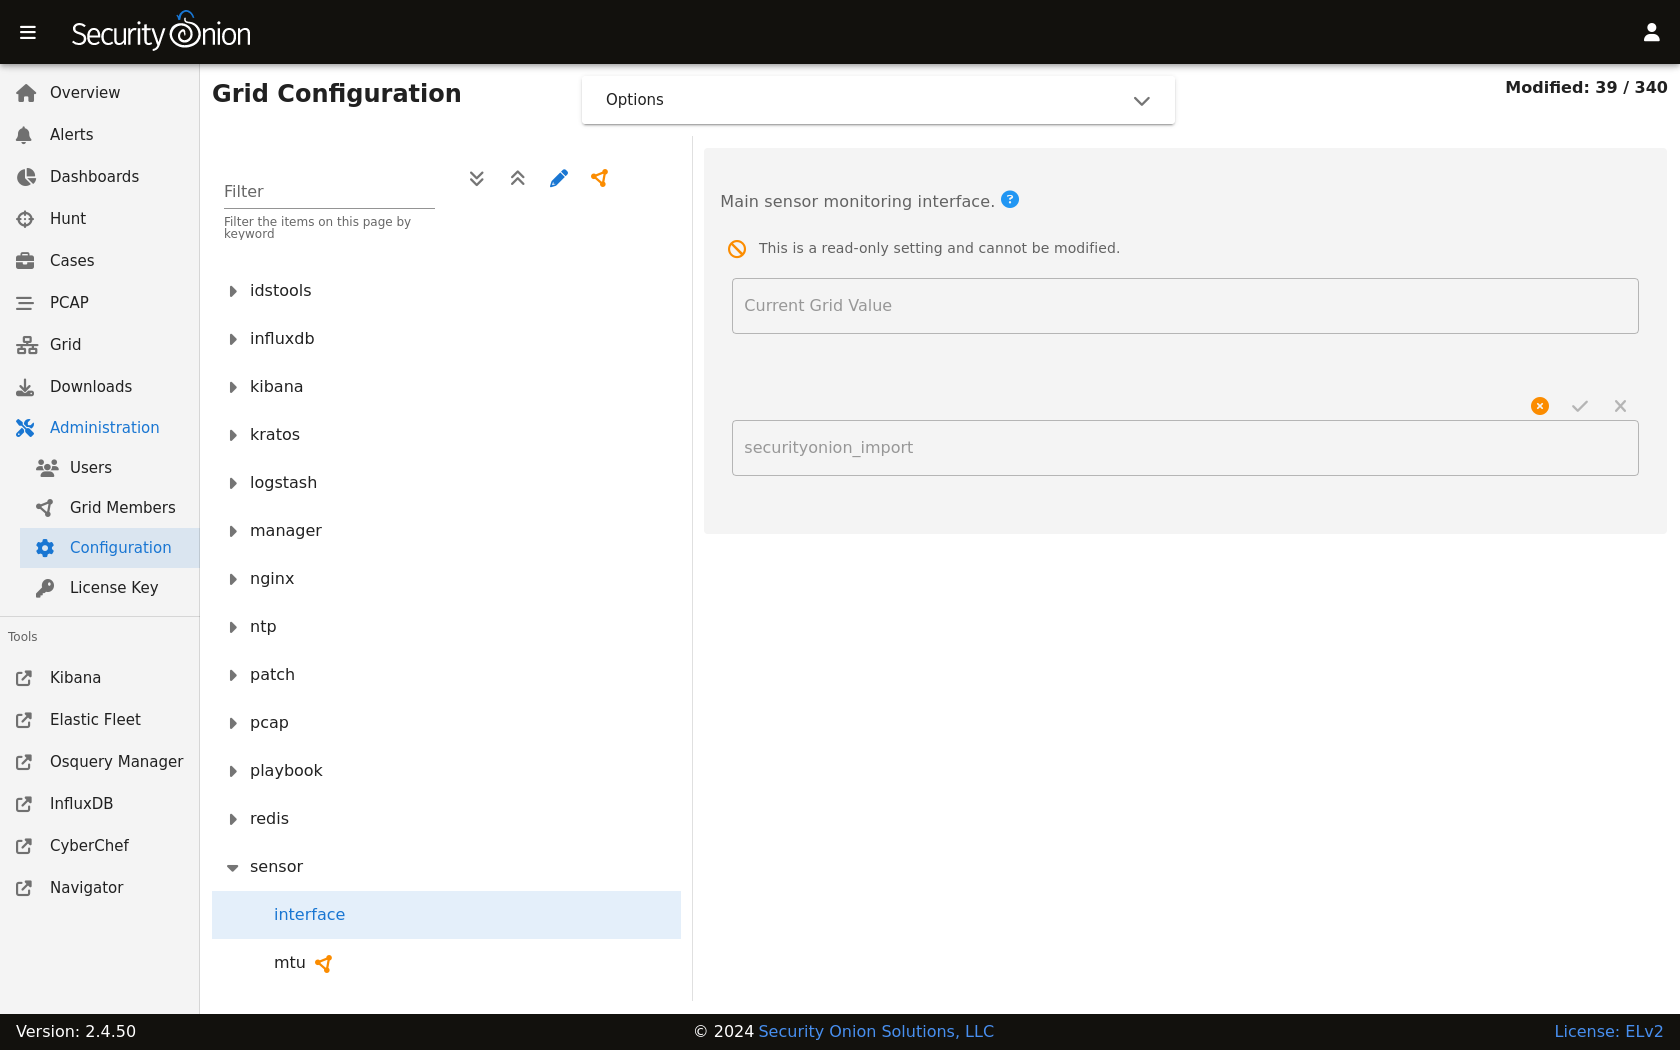 Security Onion
Overview
Alerts
Dashboards
Hunt
Cases
PCAP
Grid
Downloads
Administration
Users
Grid Members
Configuration
License Key
Tools
Kibana
Elastic Fleet
Osquery Manager
InfluxDB
CyberChef
Navigator
Grid Configuration
Options
Modified: 39 / 340
Filter
Filter the items on this page by
keyword
idstools
influxdb
kibana
kratos
logstash
manager
nginx
ntp
patch
pcap
playbook
redis
sensor
interface
mtu
Main sensor monitoring interface. ?
This is a read-only setting and cannot be modified.
Current Grid Value
securityonion_import
Version: 2.4.50
© 2024 Security Onion Solutions, LLC
License: ELv2